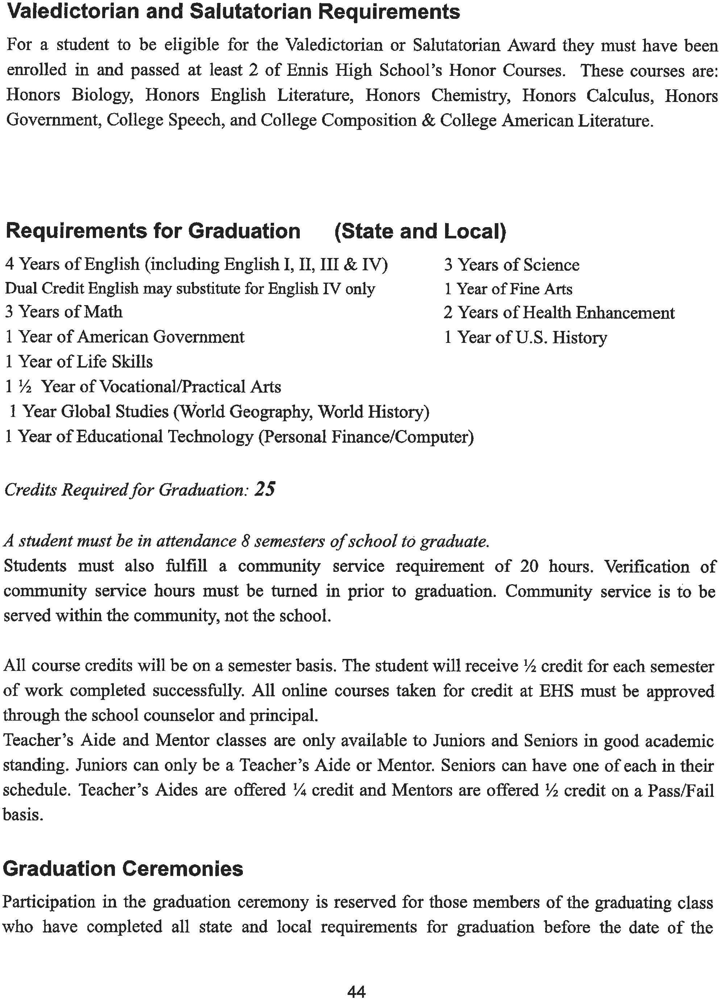 Valedictorian and Salutatorian Requirements
For a student to be eligible for the Valedictorian or Salutatorian Award they must have been
enrolled in and passed at least 2 of Ennis High School's Honor Courses. These courses are:
Honors Biology, Honors English Literature, Honors Chemistry, Honors Calculus, Honors
Government, College Speech, and College Composition & College American Literature.
Requirements for Graduation (State and Local)
4 Years of English (including English I, II, III & IV) 3 Years of Science
Dual Credit English may substitute for English IV only 1 Year of Fine Arts
3 Years of Math 2 Years of Health Enhancement
1 Year of American Government 1 Year of U.S. History
1 Year of Life Skills
1 ½ Year of Vocational/Practical Arts
1 Year Global Studies (World Geography, World History)
1 Year of Educational Technology (Personal Finance/Computer)
Credits Required for Graduation: 25
A student must be in attendance 8 semesters of school to graduate.
Students must also fulfill a community service requirement of 20 hours. Verification of
community service hours must be turned in prior to graduation. Community service is to be
served within the community, not the school.
All course credits will be on a semester basis. The student will receive ½ credit for each semester
of work completed successfully. All online courses taken for credit at EHS must be approved
through the school counselor and principal.
Teacher's Aide and Mentor classes are only available to Juniors and Seniors in good academic
standing. Juniors can only be a Teacher's Aide or Mentor. Seniors can have one of each in their
schedule. Teacher's Aides are offered ¼ credit and Mentors are offered ½ credit on a Pass/Fail
basis.
Graduation Ceremonies
Participation in the graduation ceremony is reserved for those members of the graduating class
who have completed all state and local requirements for graduation before the date of the
44